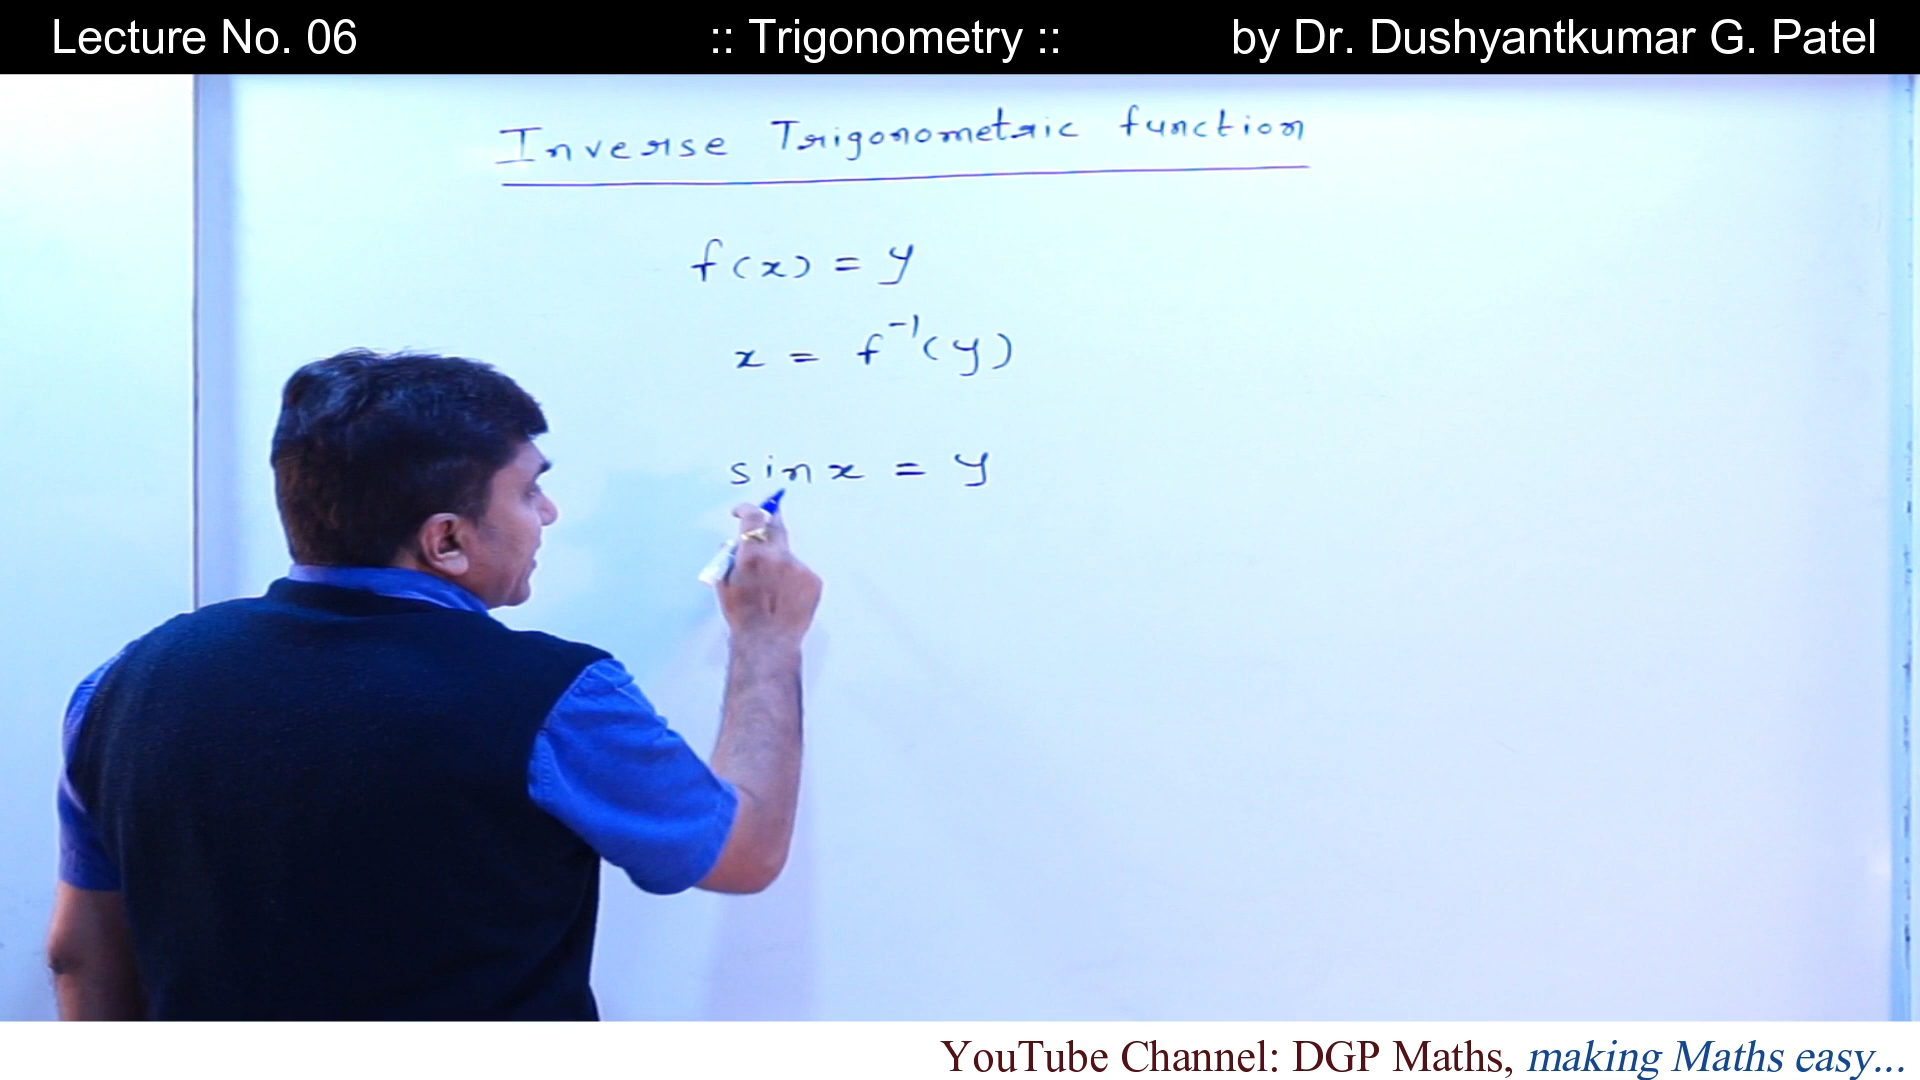 Lecture No. 06 :: Trigonometry :: by Dr. Dushyantkumar G. Patel
Inverse Trigonometric function
f(x) = y
x = f⁻¹(y)
sin x = y
YouTube Channel: DGP Maths, making Maths easy...